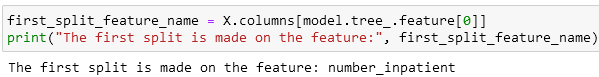 first_split_feature_name = X.columns[model.tree_.feature[0]]
print("The first split is made on the feature:", first_split_feature_name)
The first split is made on the feature: number_inpatient